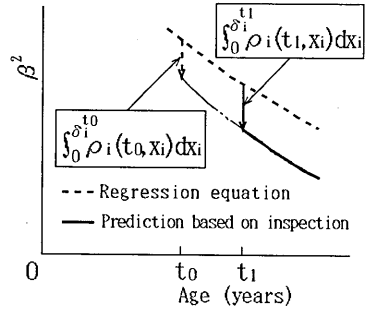 ∫₀^δᵢ^t1 ρᵢ(t₁,xᵢ)dxᵢ
β²
∫₀^δᵢ^t0 ρᵢ(t₀,xᵢ)dxᵢ
Regression equation
Prediction based on inspection
0
t₀
t₁
Age (years)